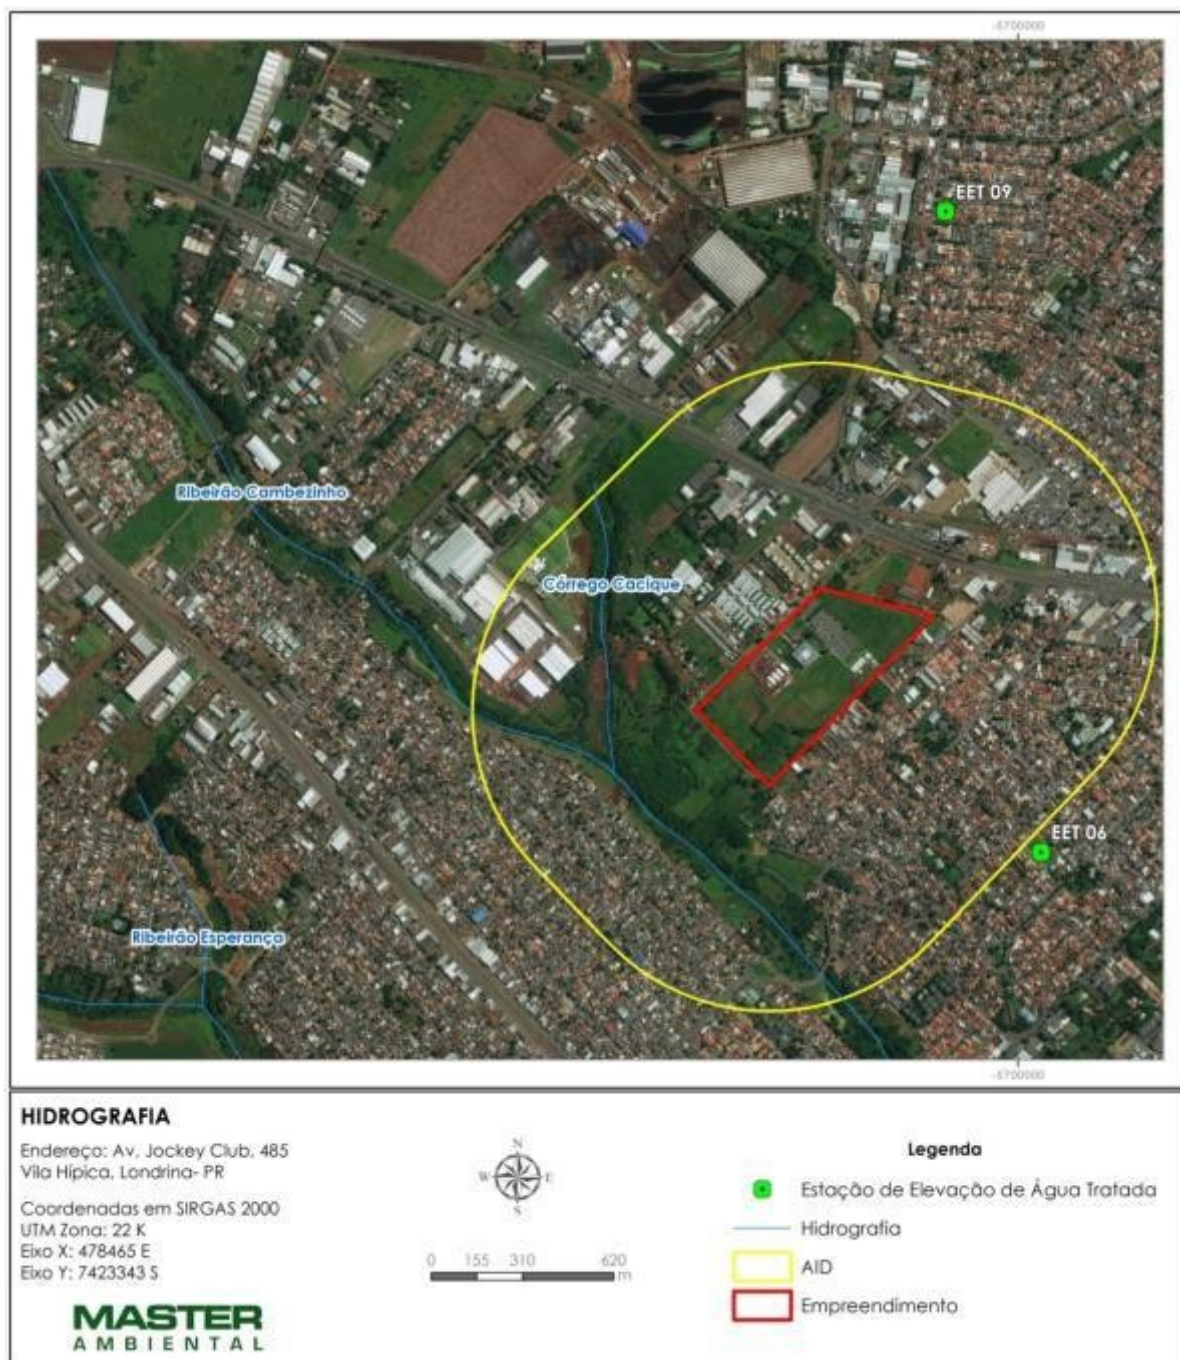 -5700000
EET 09
Ribeirão Cambezinho
Córrego Cacique
EET 06
Ribeirão Esperança
-5700000
HIDROGRAFIA
Endereço: Av. Jockey Club, 485
Vila Hípica, Londrina- PR
Coordenadas em SIRGAS 2000
UTM Zona: 22 K
Eixo X: 478465 E
Eixo Y: 7423343 S
MASTER
AMBIENTAL
N
W E
S
0 155 310 620
m
Legenda
Estação de Elevação de Água Tratada
Hidrografia
AID
Empreendimento